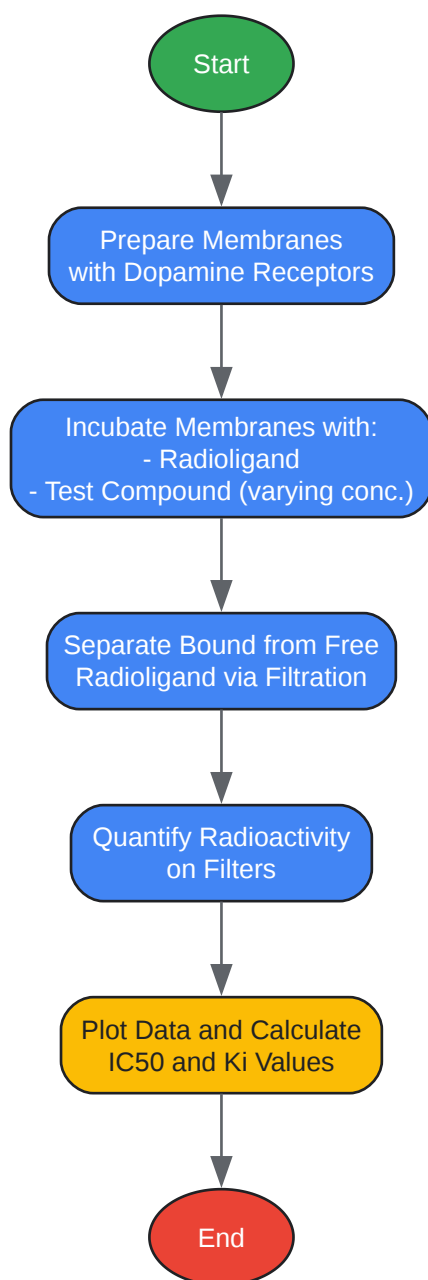 Start
Prepare Membranes
with Dopamine Receptors
Incubate Membranes with:
- Radioligand
- Test Compound (varying conc.)
Separate Bound from Free
Radioligand via Filtration
Quantify Radioactivity
on Filters
Plot Data and Calculate
IC50 and Ki Values
End